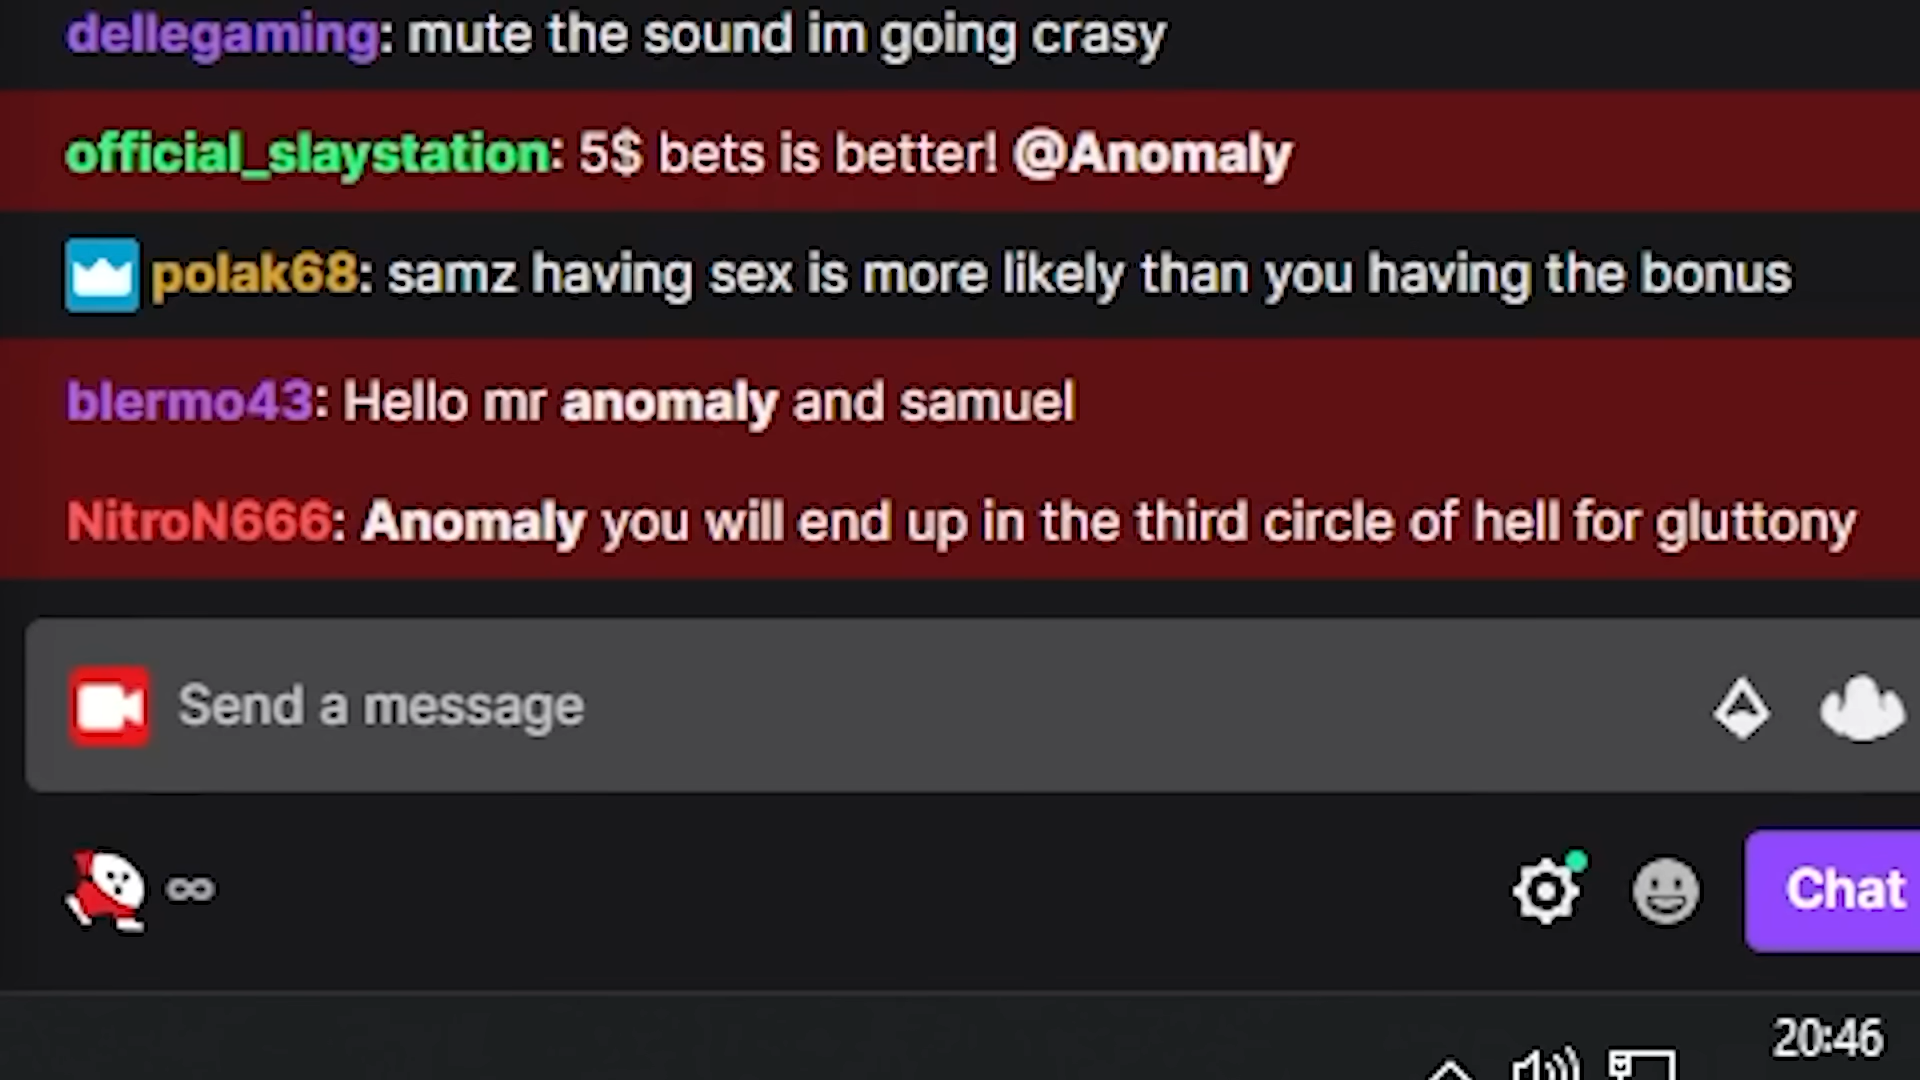 dellegaming: mute the sound im going crasy
official_slaystation: 5$ bets is better! @Anomaly
polak68: samz having sex is more likely than you having the bonus
blermo43: Hello mr anomaly and samuel
NitroN666: Anomaly you will end up in the third circle of hell for gluttony
Send a message
∞
Chat
20:46